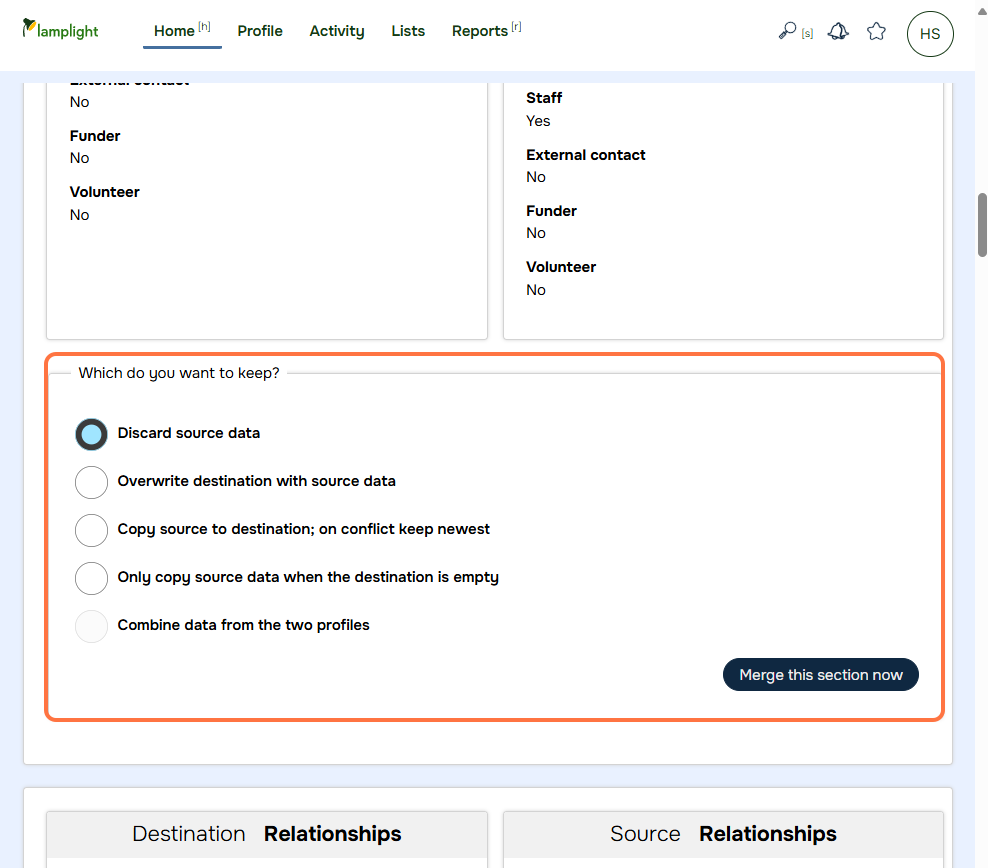 lamplight
Home [h] Profile Activity Lists Reports [r] [s] HS
External contact
No
Funder
No
Volunteer
No
Staff
Yes
External contact
No
Funder
No
Volunteer
No
Which do you want to keep?
Discard source data
Overwrite destination with source data
Copy source to destination; on conflict keep newest
Only copy source data when the destination is empty
Combine data from the two profiles
Merge this section now
Destination Relationships
Source Relationships